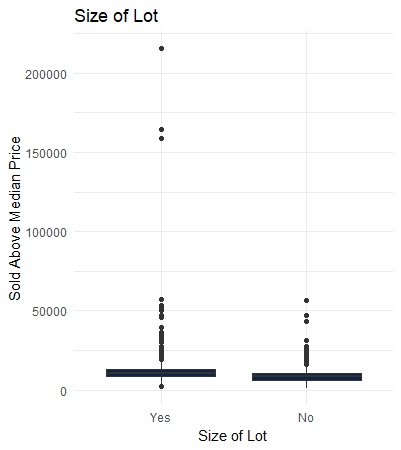 Size of Lot
Sold Above Median Price
200000
150000
100000
50000
0
Yes No
Size of Lot